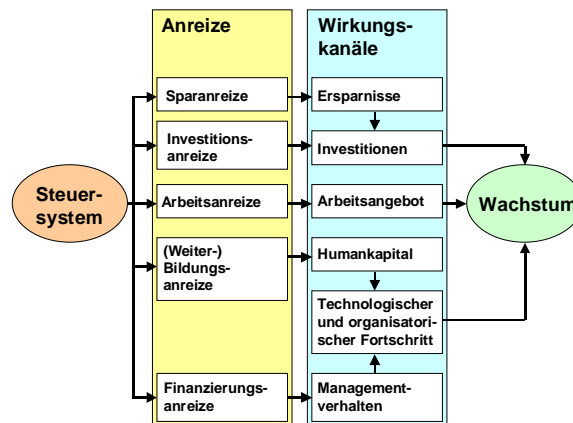 Anreize
Wirkungs-
kanäle
Sparanreize
Ersparnisse
Investitions-
anreize
Investitionen
Steuer-
system
Arbeitsanreize
Arbeitsangebot
Wachstum
(Weiter-)
Bildungs-
anreize
Humankapital
Technologischer
und organisatori-
scher Fortschritt
Finanzierungs-
anreize
Management-
verhalten